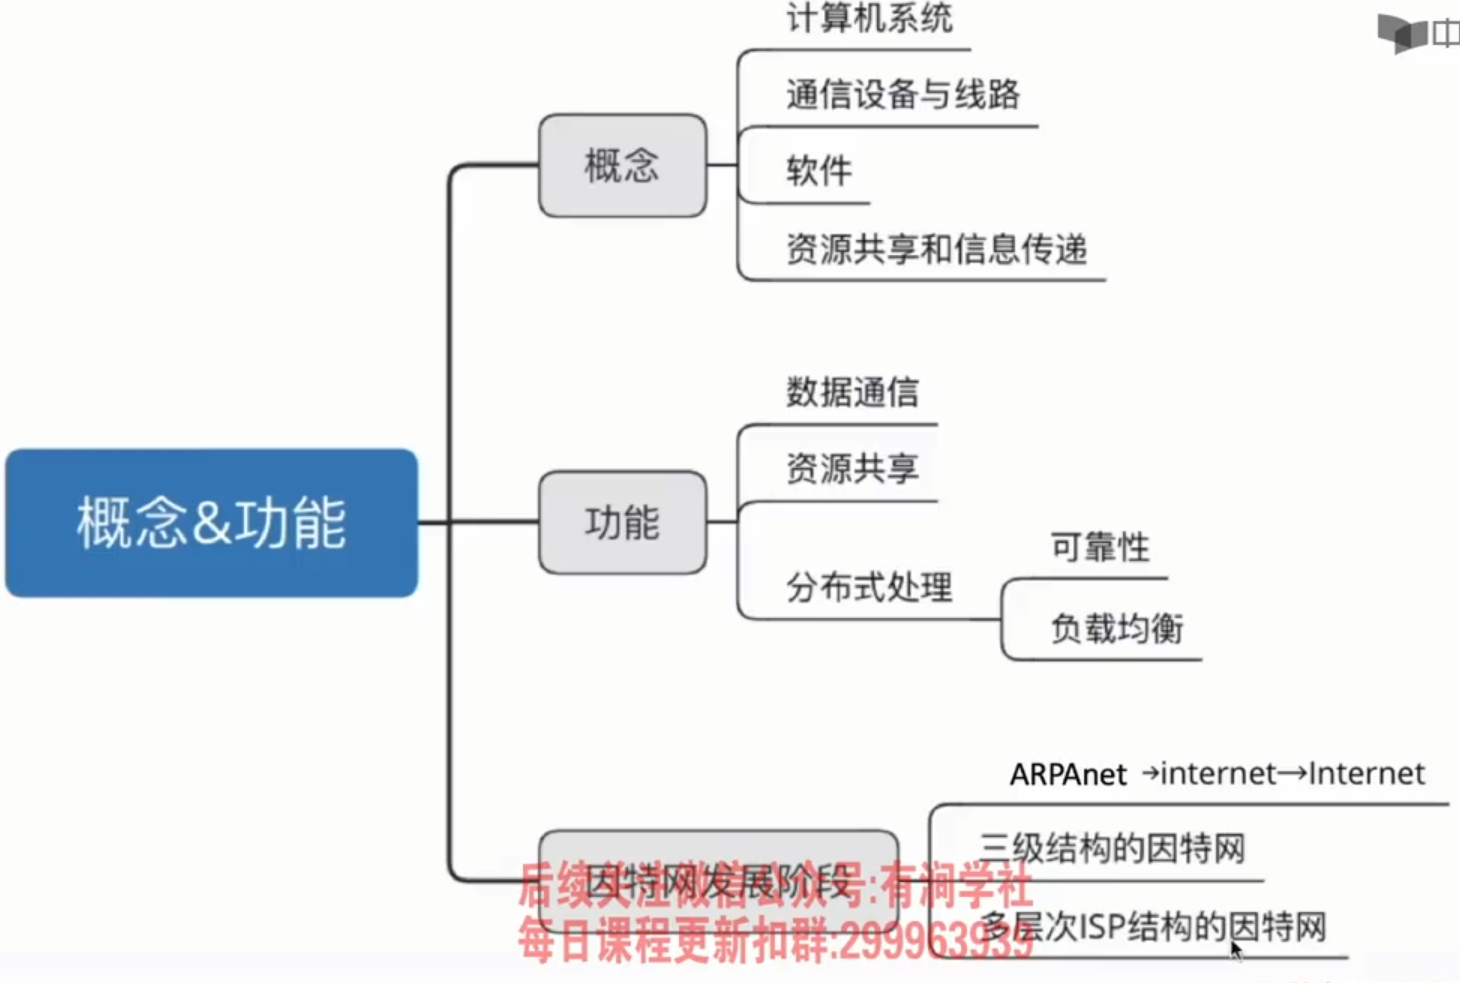 中
计算机系统
通信设备与线路
概念
软件
资源共享和信息传递
数据通信
资源共享
概念&功能
功能
可靠性
分布式处理
负载均衡
ARPAnet →internet→Internet
三级结构的因特网
因特网发展阶段
后续关注微信公众号:有涧学社
多层次ISP结构的因特网
每日课程更新扣群:299963939